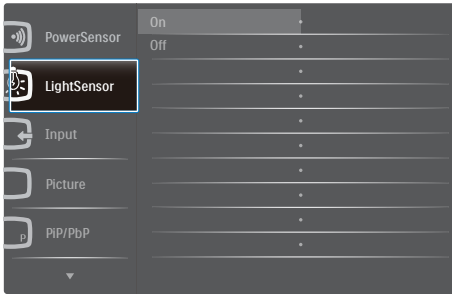 PowerSensor
LightSensor
Input
Picture
P
PiP/PbP
On
Off